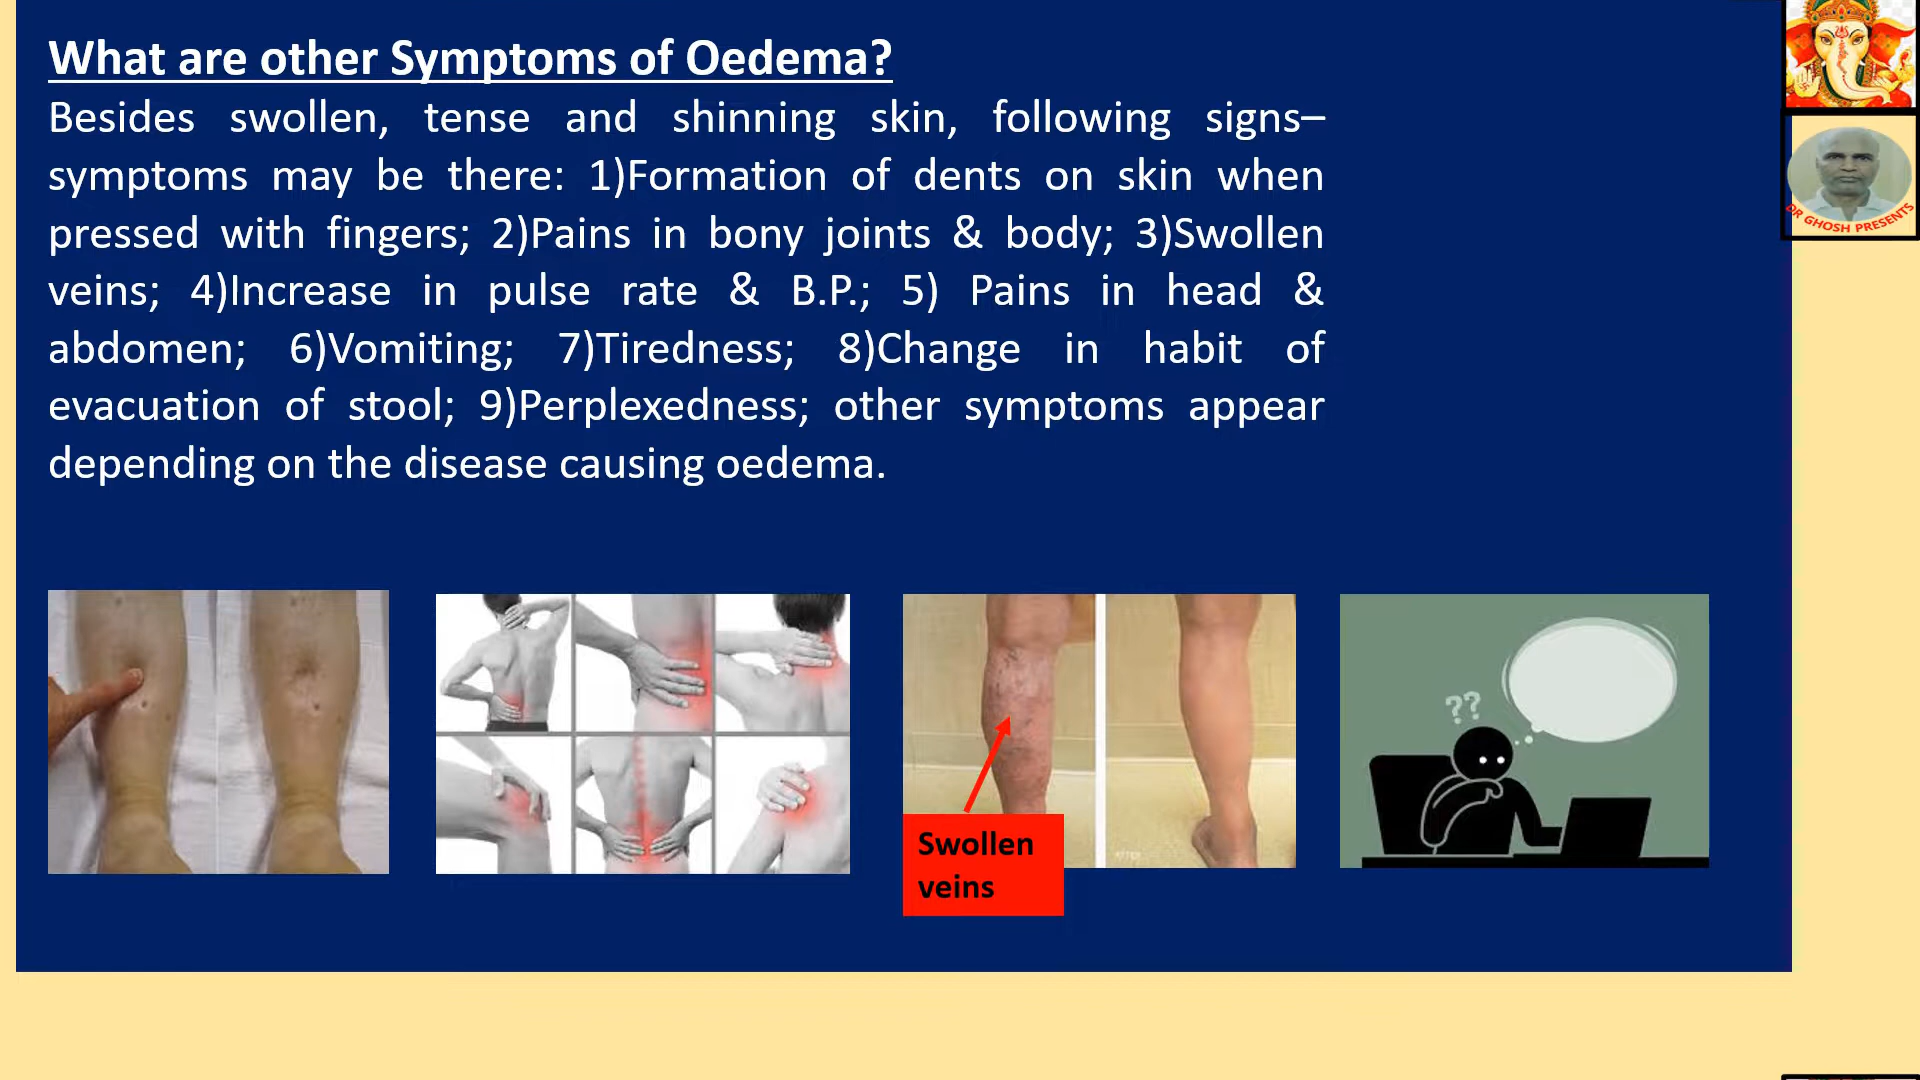 What are other Symptoms of Oedema?
Besides swollen, tense and shinning skin, following signs–
symptoms may be there: 1)Formation of dents on skin when
pressed with fingers; 2)Pains in bony joints & body; 3)Swollen
veins; 4)Increase in pulse rate & B.P.; 5) Pains in head &
abdomen; 6)Vomiting; 7)Tiredness; 8)Change in habit of
evacuation of stool; 9)Perplexedness; other symptoms appear
depending on the disease causing oedema.
DR GHOSH PRESENTS
??
Swollen
veins